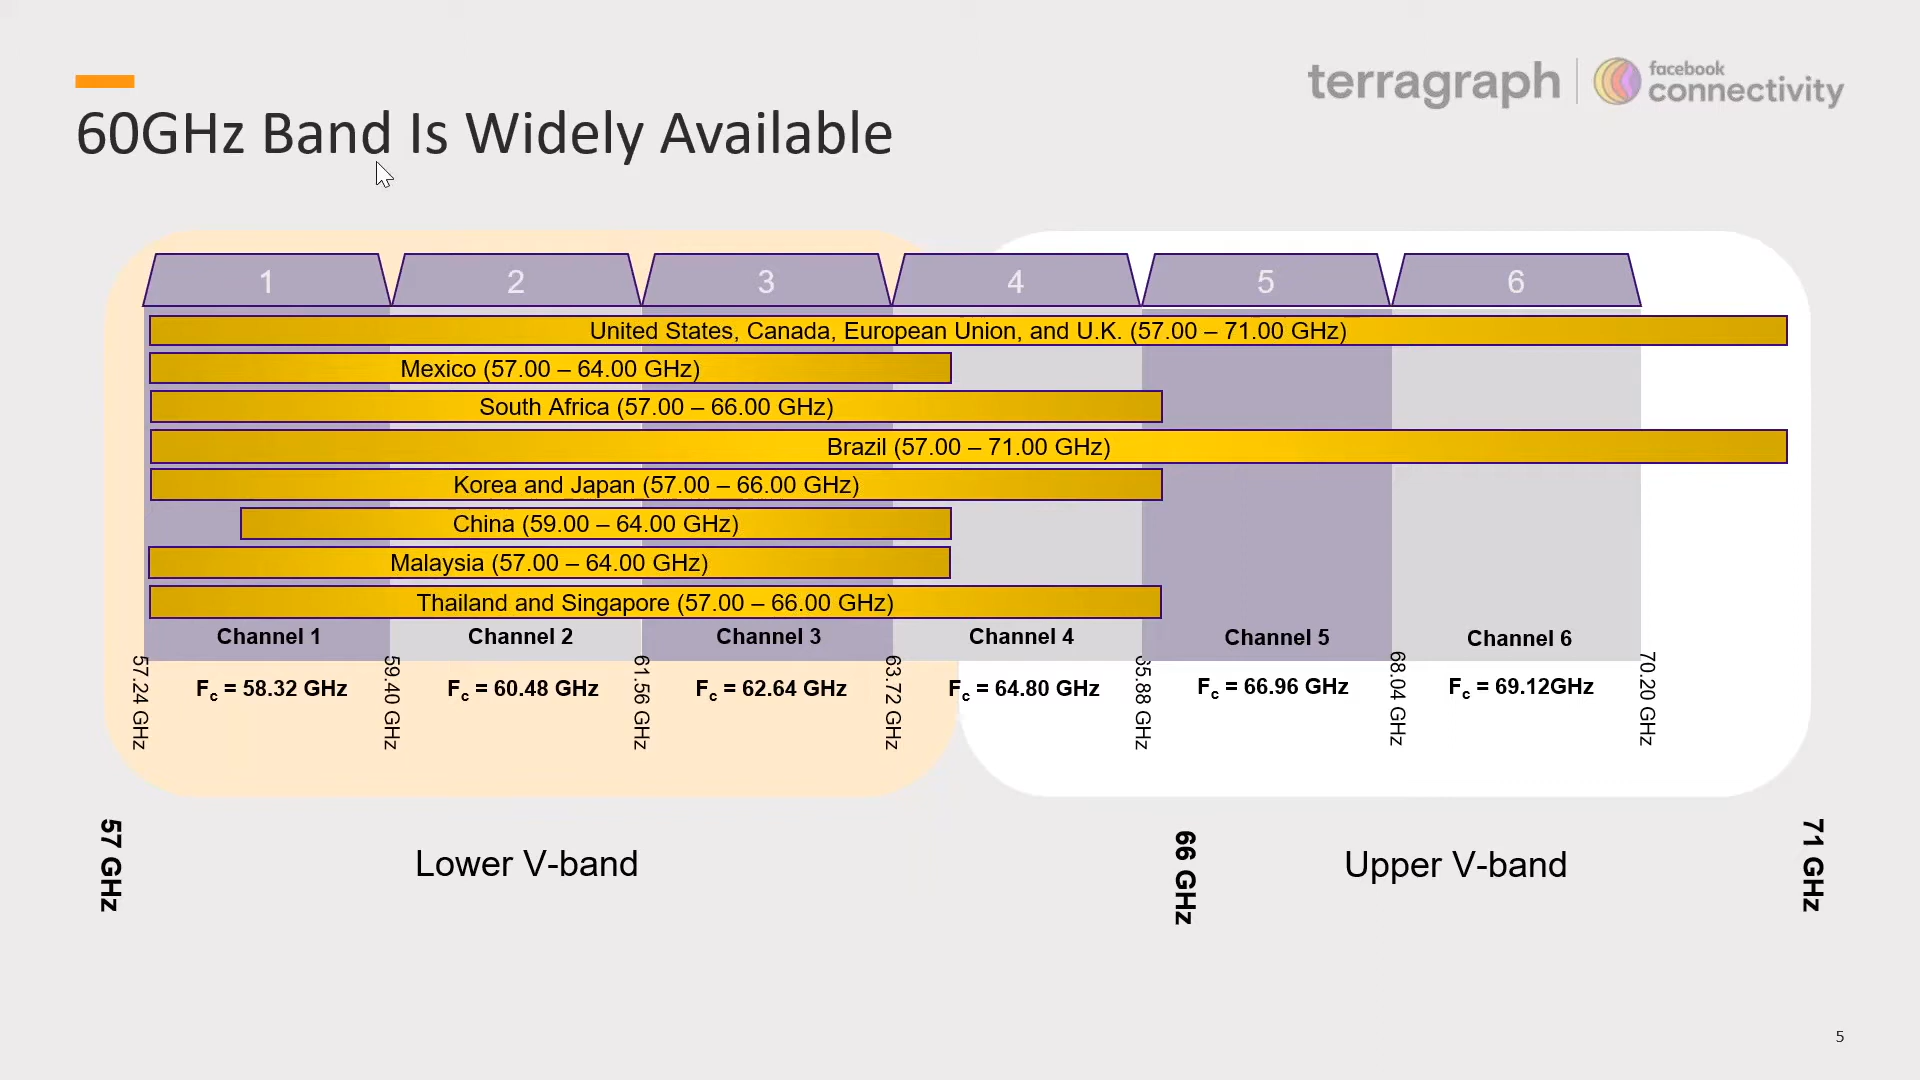 terragraph
facebook
connectivity
60GHz Band Is Widely Available
1 2 3 4 5 6
United States, Canada, European Union, and U.K. (57.00 – 71.00 GHz)
Mexico (57.00 – 64.00 GHz)
South Africa (57.00 – 66.00 GHz)
Brazil (57.00 – 71.00 GHz)
Korea and Japan (57.00 – 66.00 GHz)
China (59.00 – 64.00 GHz)
Malaysia (57.00 – 64.00 GHz)
Thailand and Singapore (57.00 – 66.00 GHz)
Channel 1 Channel 2 Channel 3 Channel 4 Channel 5 Channel 6
Fc = 58.32 GHz Fc = 60.48 GHz Fc = 62.64 GHz Fc = 64.80 GHz Fc = 66.96 GHz Fc = 69.12GHz
57.24 GHz
59.40 GHz
61.56 GHz
63.72 GHz
65.88 GHz
68.04 GHz
70.20 GHz
57 GHz
Lower V-band
66 GHz
Upper V-band
71 GHz
5